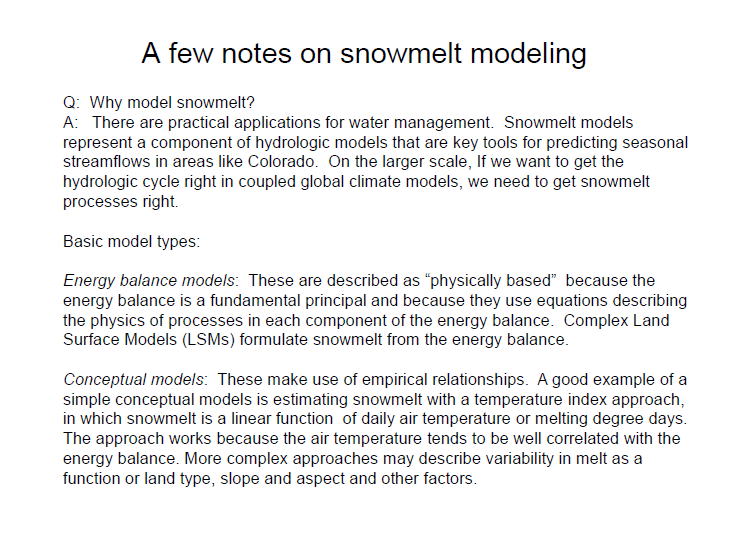 A few notes on snowmelt modeling
Q:  Why model snowmelt?
A:   There are practical applications for water management.  Snowmelt models
represent a component of hydrologic models that are key tools for predicting seasonal
streamflows in areas like Colorado.  On the larger scale, If we want to get the
hydrologic cycle right in coupled global climate models, we need to get snowmelt
processes right.
Basic model types:
Energy balance models:  These are described as “physically based”  because the
energy balance is a fundamental principal and because they use equations describing
the physics of processes in each component of the energy balance.  Complex Land
Surface Models (LSMs) formulate snowmelt from the energy balance.
Conceptual models:  These make use of empirical relationships.  A good example of a
simple conceptual models is estimating snowmelt with a temperature index approach,
in which snowmelt is a linear function  of daily air temperature or melting degree days.
The approach works because the air temperature tends to be well correlated with the
energy balance. More complex approaches may describe variability in melt as a
function or land type, slope and aspect and other factors.